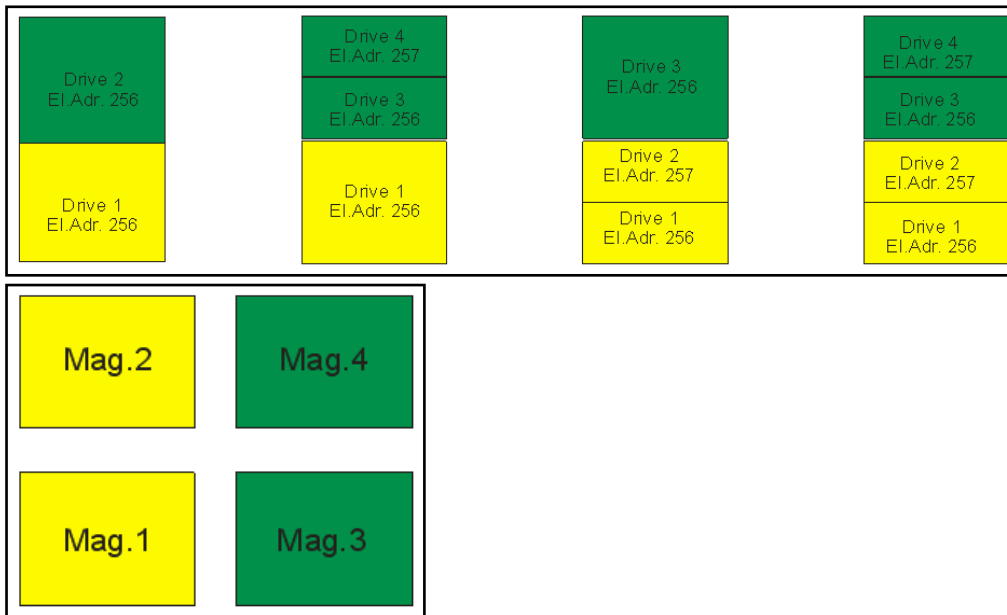 Drive 2
El.Adr. 256
Drive 1
El.Adr. 256
Drive 4
El.Adr. 257
Drive 3
El.Adr. 256
Drive 1
El.Adr. 256
Drive 3
El.Adr. 256
Drive 2
El.Adr. 257
Drive 1
El.Adr. 256
Drive 4
El.Adr. 257
Drive 3
El.Adr. 256
Drive 2
El.Adr. 257
Drive 1
El.Adr. 256
Mag.2
Mag.4
Mag.1
Mag.3